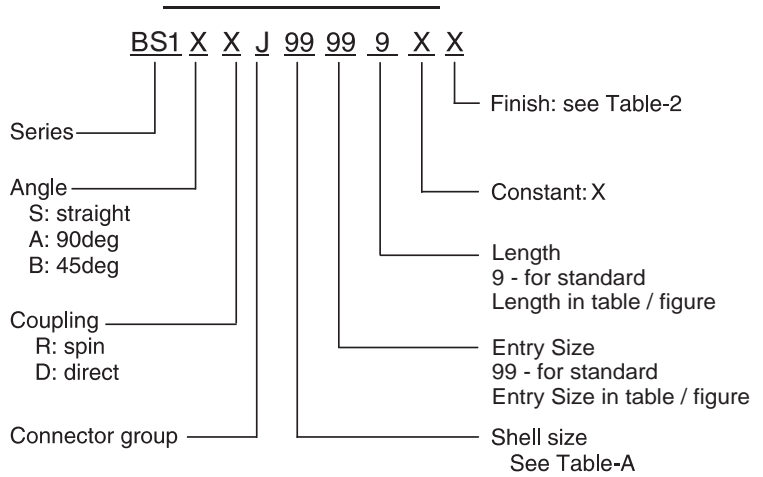 BS1 X X J 99 99 9 X X
Series
Angle
S: straight
A: 90deg
B: 45deg
Coupling
R: spin
D: direct
Connector group
Finish: see Table-2
Constant: X
Length
9 - for standard
Length in table / figure
Entry Size
99 - for standard
Entry Size in table / figure
Shell size
See Table-A